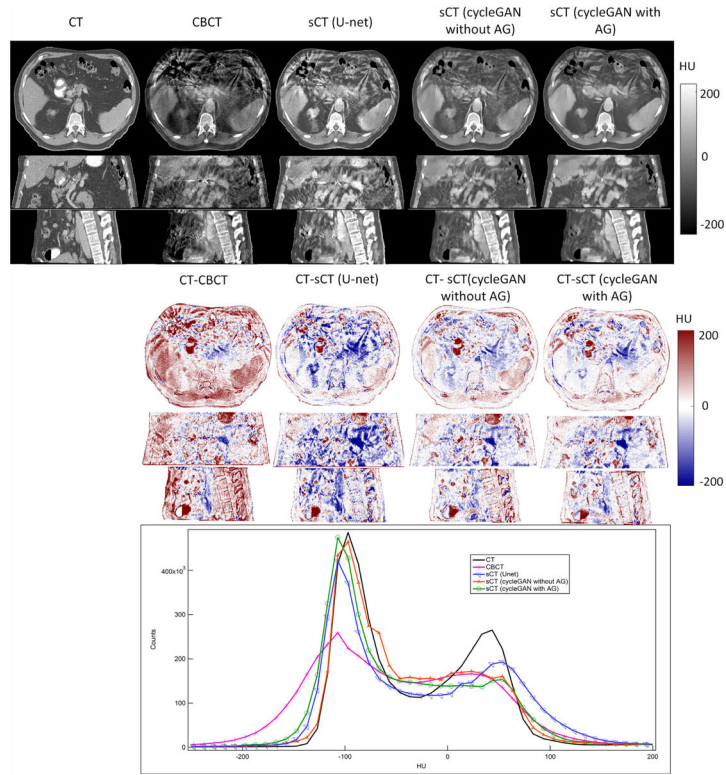 CT CBCT sCT (U-net) sCT (cycleGAN without AG) sCT (cycleGAN with AG)
HU
200
0
-200
CT-CBCT CT-sCT (U-net) CT- sCT(cycleGAN without AG) CT-sCT (cycleGAN with AG)
HU
200
0
-200
CT
CBCT
sCT (Unet)
sCT (cycleGAN without AG)
sCT (cycleGAN with AG)
400x10³
300
200
100
0
Counts
-200 -100 0 100 200
HU